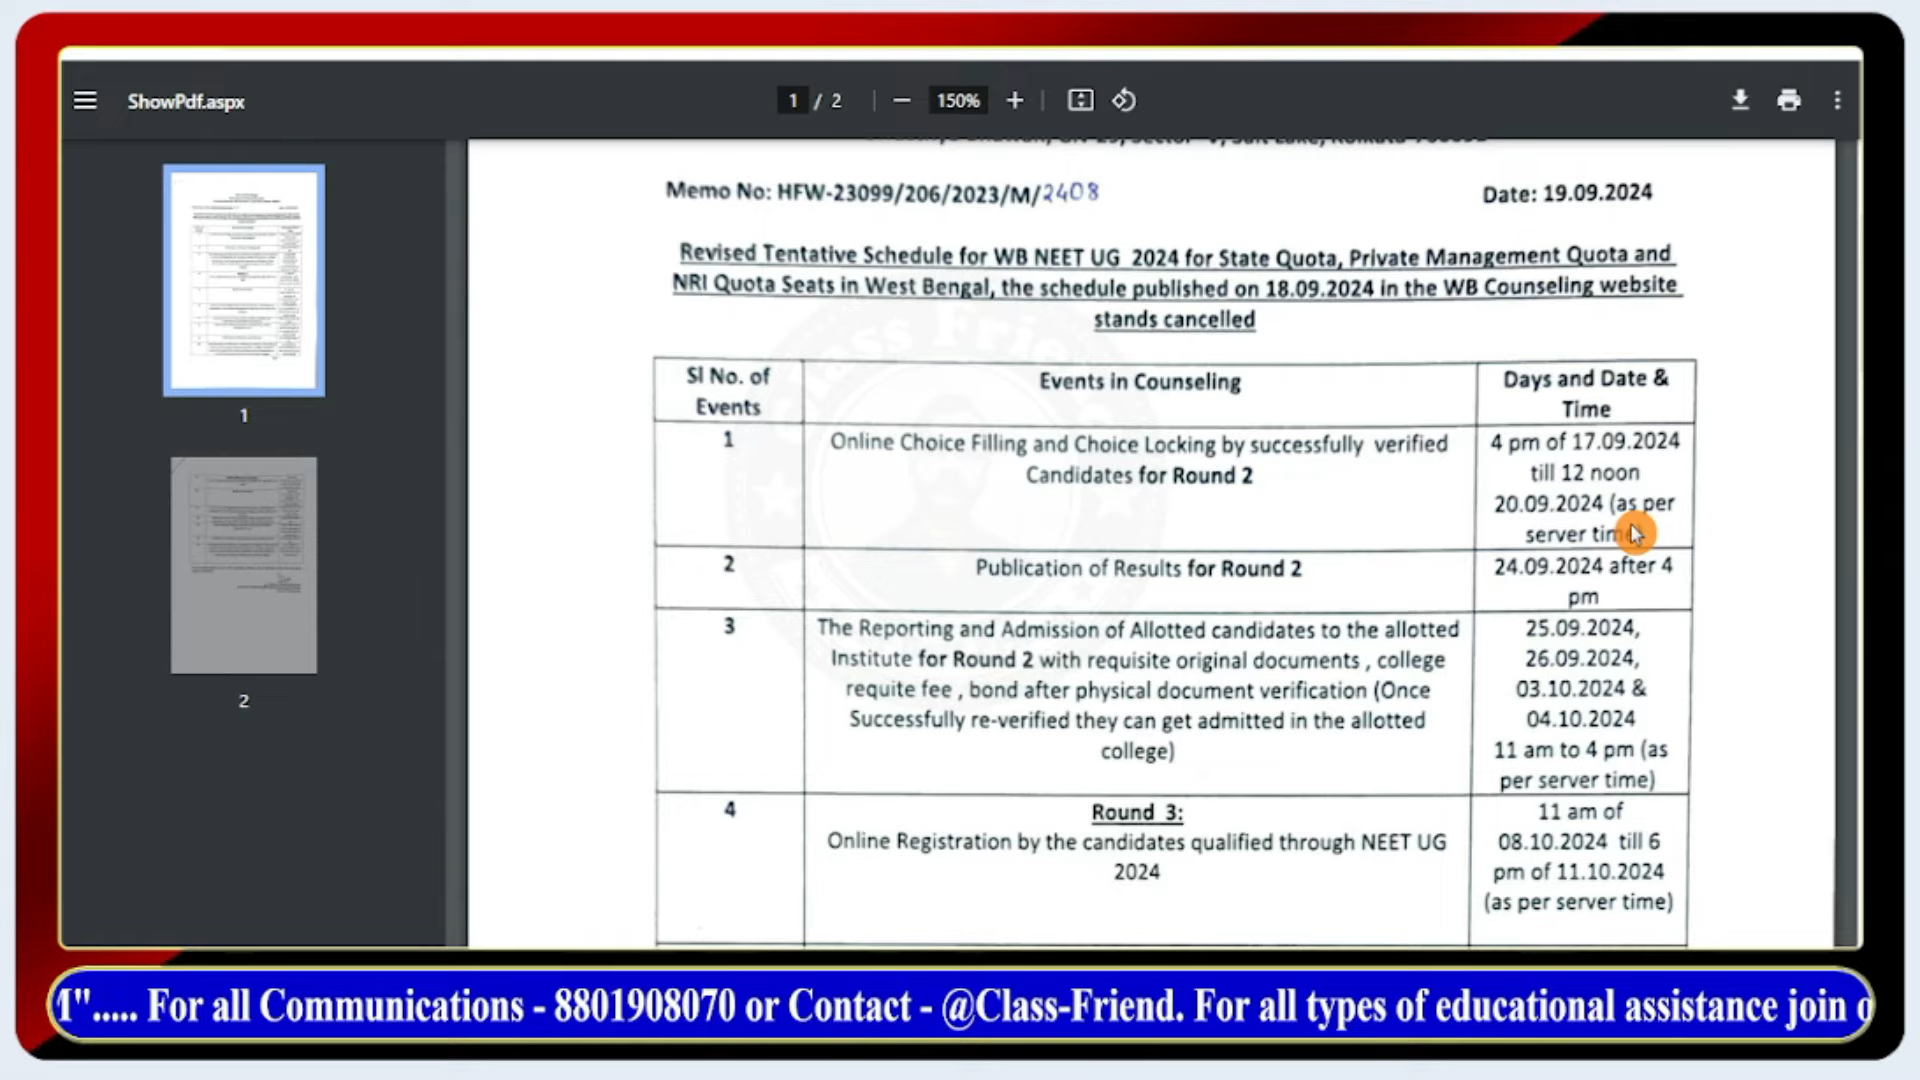 ShowPdf.aspx
1 / 2
150%
Memo No: HFW-23099/206/2023/M/2408
Date: 19.09.2024
Revised Tentative Schedule for WB NEET UG 2024 for State Quota, Private Management Quota and
NRI Quota Seats in West Bengal, the schedule published on 18.09.2024 in the WB Counseling website
stands cancelled
Sl No. of
Events
Events in Counseling
Days and Date &
Time
1
Online Choice Filling and Choice Locking by successfully verified
Candidates for Round 2
4 pm of 17.09.2024
till 12 noon
20.09.2024 (as per
server time)
2
Publication of Results for Round 2
24.09.2024 after 4
pm
3
The Reporting and Admission of Allotted candidates to the allotted
Institute for Round 2 with requisite original documents , college
requite fee , bond after physical document verification (Once
Successfully re-verified they can get admitted in the allotted
college)
25.09.2024,
26.09.2024,
03.10.2024 &
04.10.2024
11 am to 4 pm (as
per server time)
4
Round 3:
Online Registration by the candidates qualified through NEET UG
2024
11 am of
08.10.2024 till 6
pm of 11.10.2024
(as per server time)
1
2
Class Friend
M"..... For all Communications - 8801908070 or Contact - @Class-Friend. For all types of educational assistance join o